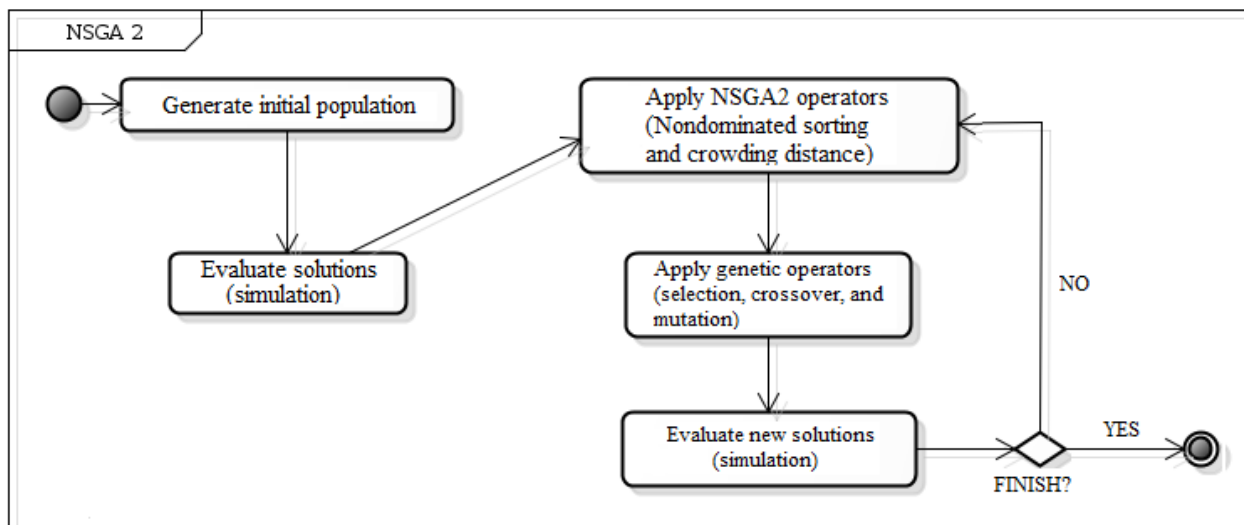 NSGA 2
Generate initial population
Evaluate solutions
(simulation)
Apply NSGA2 operators
(Nondominated sorting
and crowding distance)
Apply genetic operators
(selection, crossover, and
mutation)
Evaluate new solutions
(simulation)
FINISH?
NO
YES